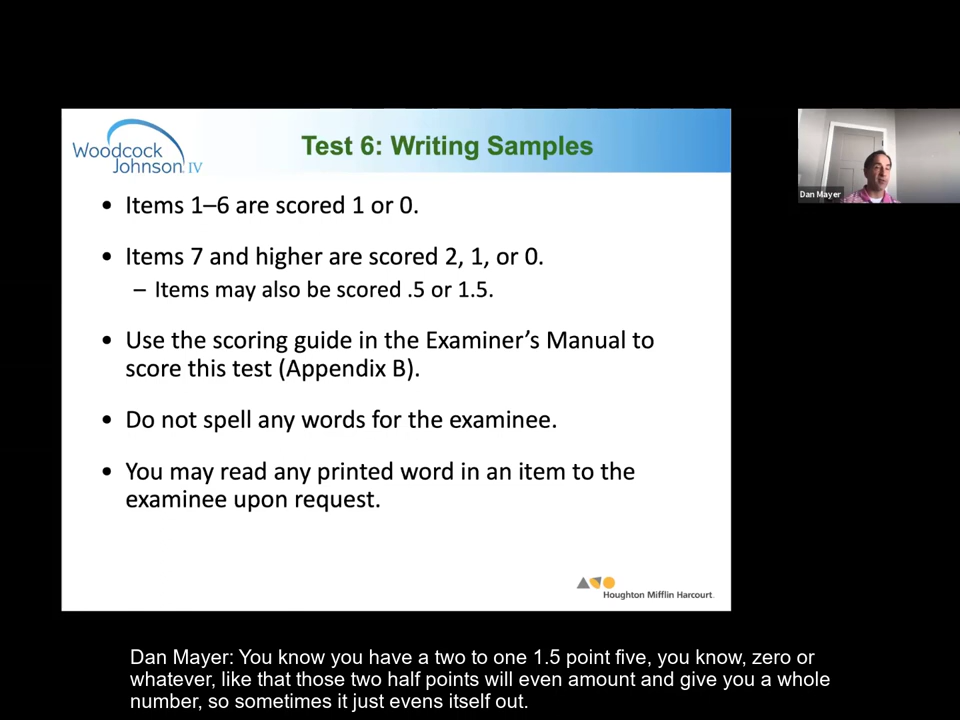 Woodcock
Johnson IV
Test 6: Writing Samples
• Items 1–6 are scored 1 or 0.
• Items 7 and higher are scored 2, 1, or 0.
– Items may also be scored .5 or 1.5.
• Use the scoring guide in the Examiner's Manual to
score this test (Appendix B).
• Do not spell any words for the examinee.
• You may read any printed word in an item to the
examinee upon request.
Houghton Mifflin Harcourt.
Dan Mayer
Dan Mayer: You know you have a two to one 1.5 point five, you know, zero or
whatever, like that those two half points will even amount and give you a whole
number, so sometimes it just evens itself out.